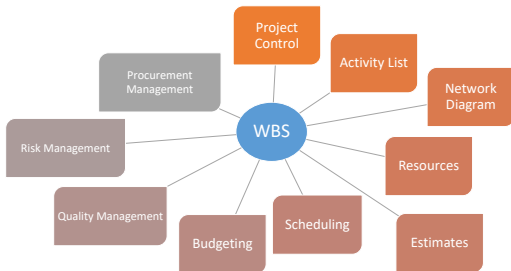 Project
Control
Activity List
Procurement
Management
Network
Diagram
WBS
Risk Management
Resources
Quality Management
Scheduling
Budgeting
Estimates